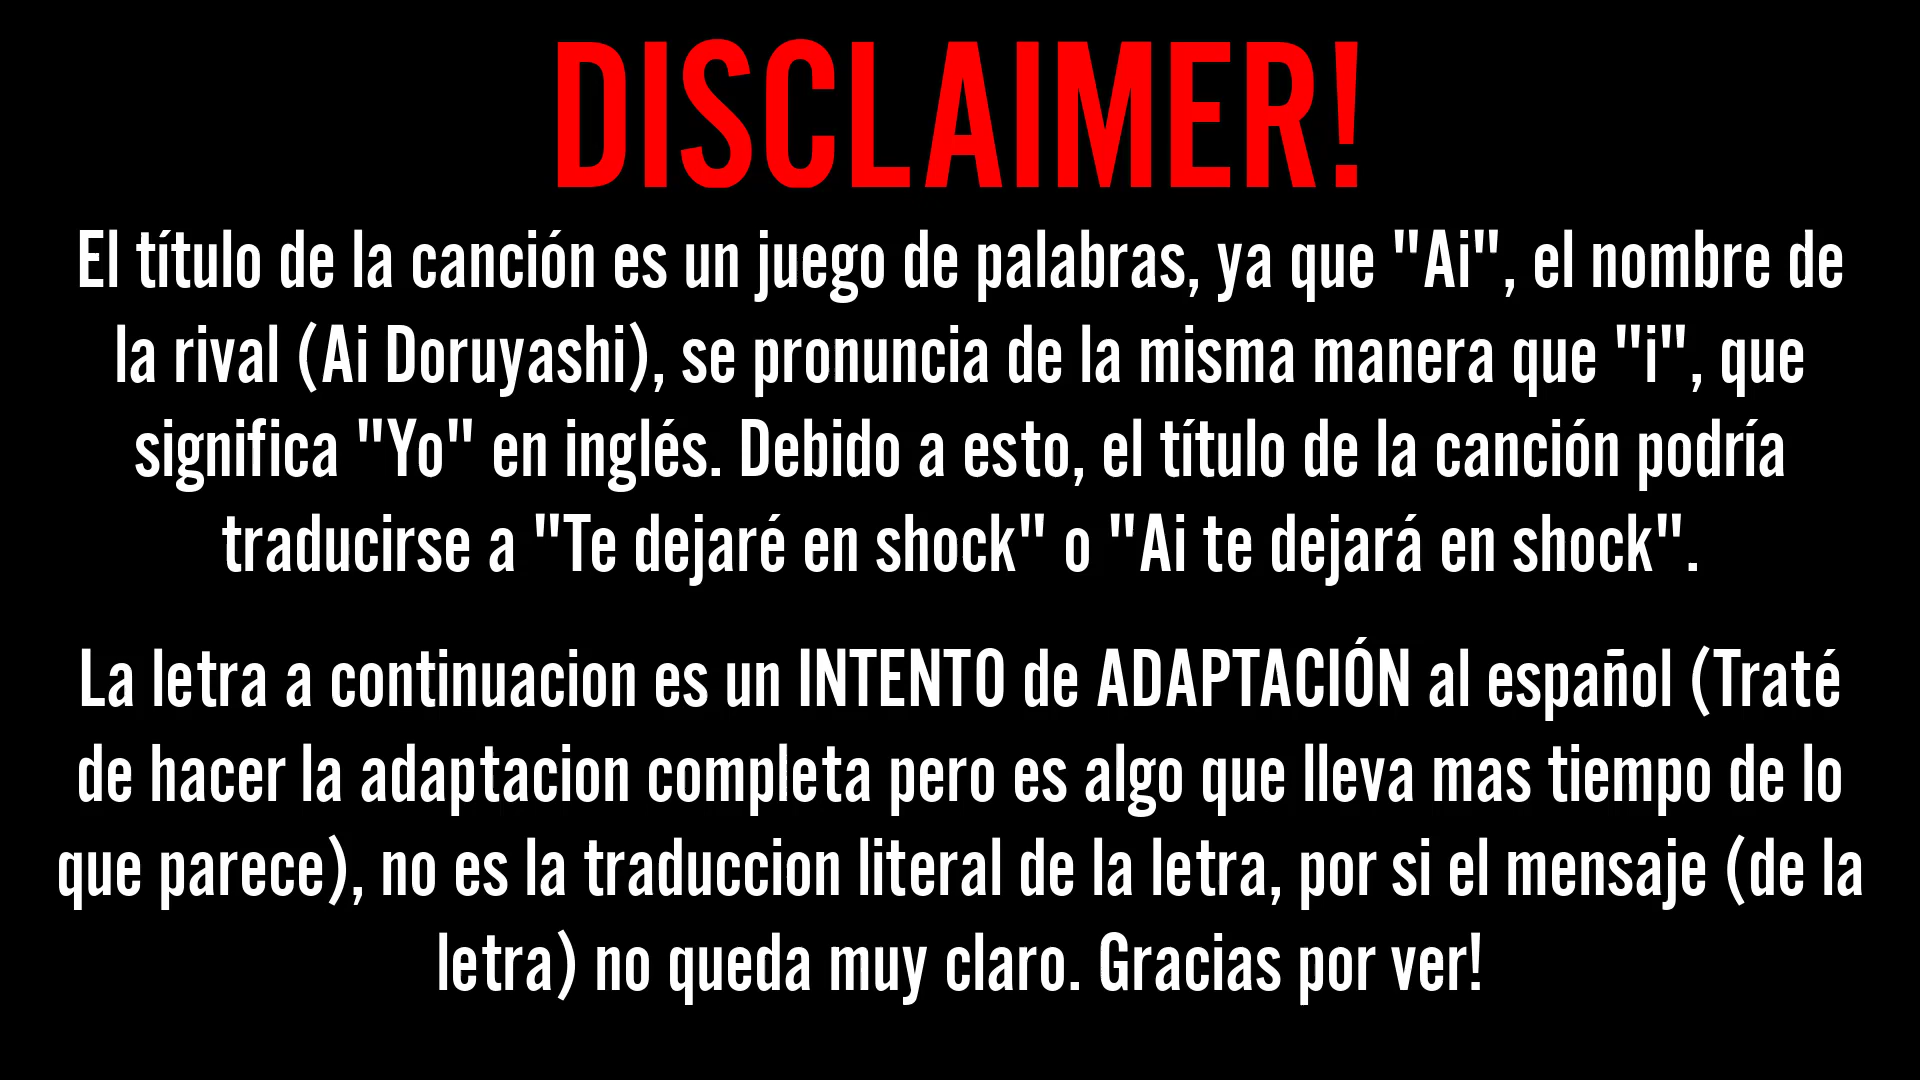 DISCLAIMER!
El título de la canción es un juego de palabras, ya que "Ai", el nombre de
la rival (Ai Doruyashi), se pronuncia de la misma manera que "i", que
significa "Yo" en inglés. Debido a esto, el título de la canción podría
traducirse a "Te dejaré en shock" o "Ai te dejará en shock".
La letra a continuacion es un INTENTO de ADAPTACIÓN al español (Traté
de hacer la adaptacion completa pero es algo que lleva mas tiempo de lo
que parece), no es la traduccion literal de la letra, por si el mensaje (de la
letra) no queda muy claro. Gracias por ver!